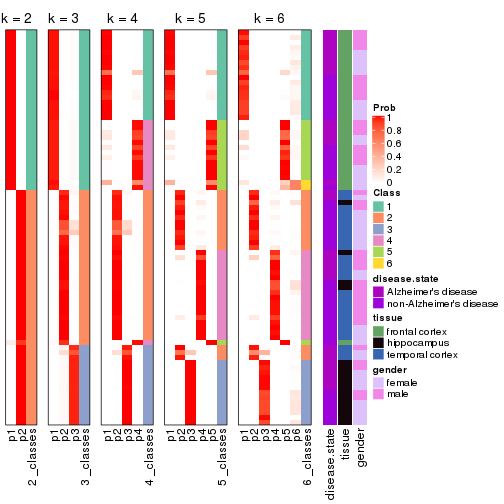 k = 2
k = 3
k = 4
k = 5
k = 6
p1
p2
2_classes
p1
p2
p3
3_classes
p1
p2
p3
p4
4_classes
p1
p2
p3
p4
p5
5_classes
p1
p2
p3
p4
p5
p6
6_classes
disease.state
tissue
gender
Prob
1
0.8
0.6
0.4
0.2
0
Class
1
2
3
4
5
6
disease.state
Alzheimer's disease
non-Alzheimer's disease
tissue
frontal cortex
hippocampus
temporal cortex
gender
female
male